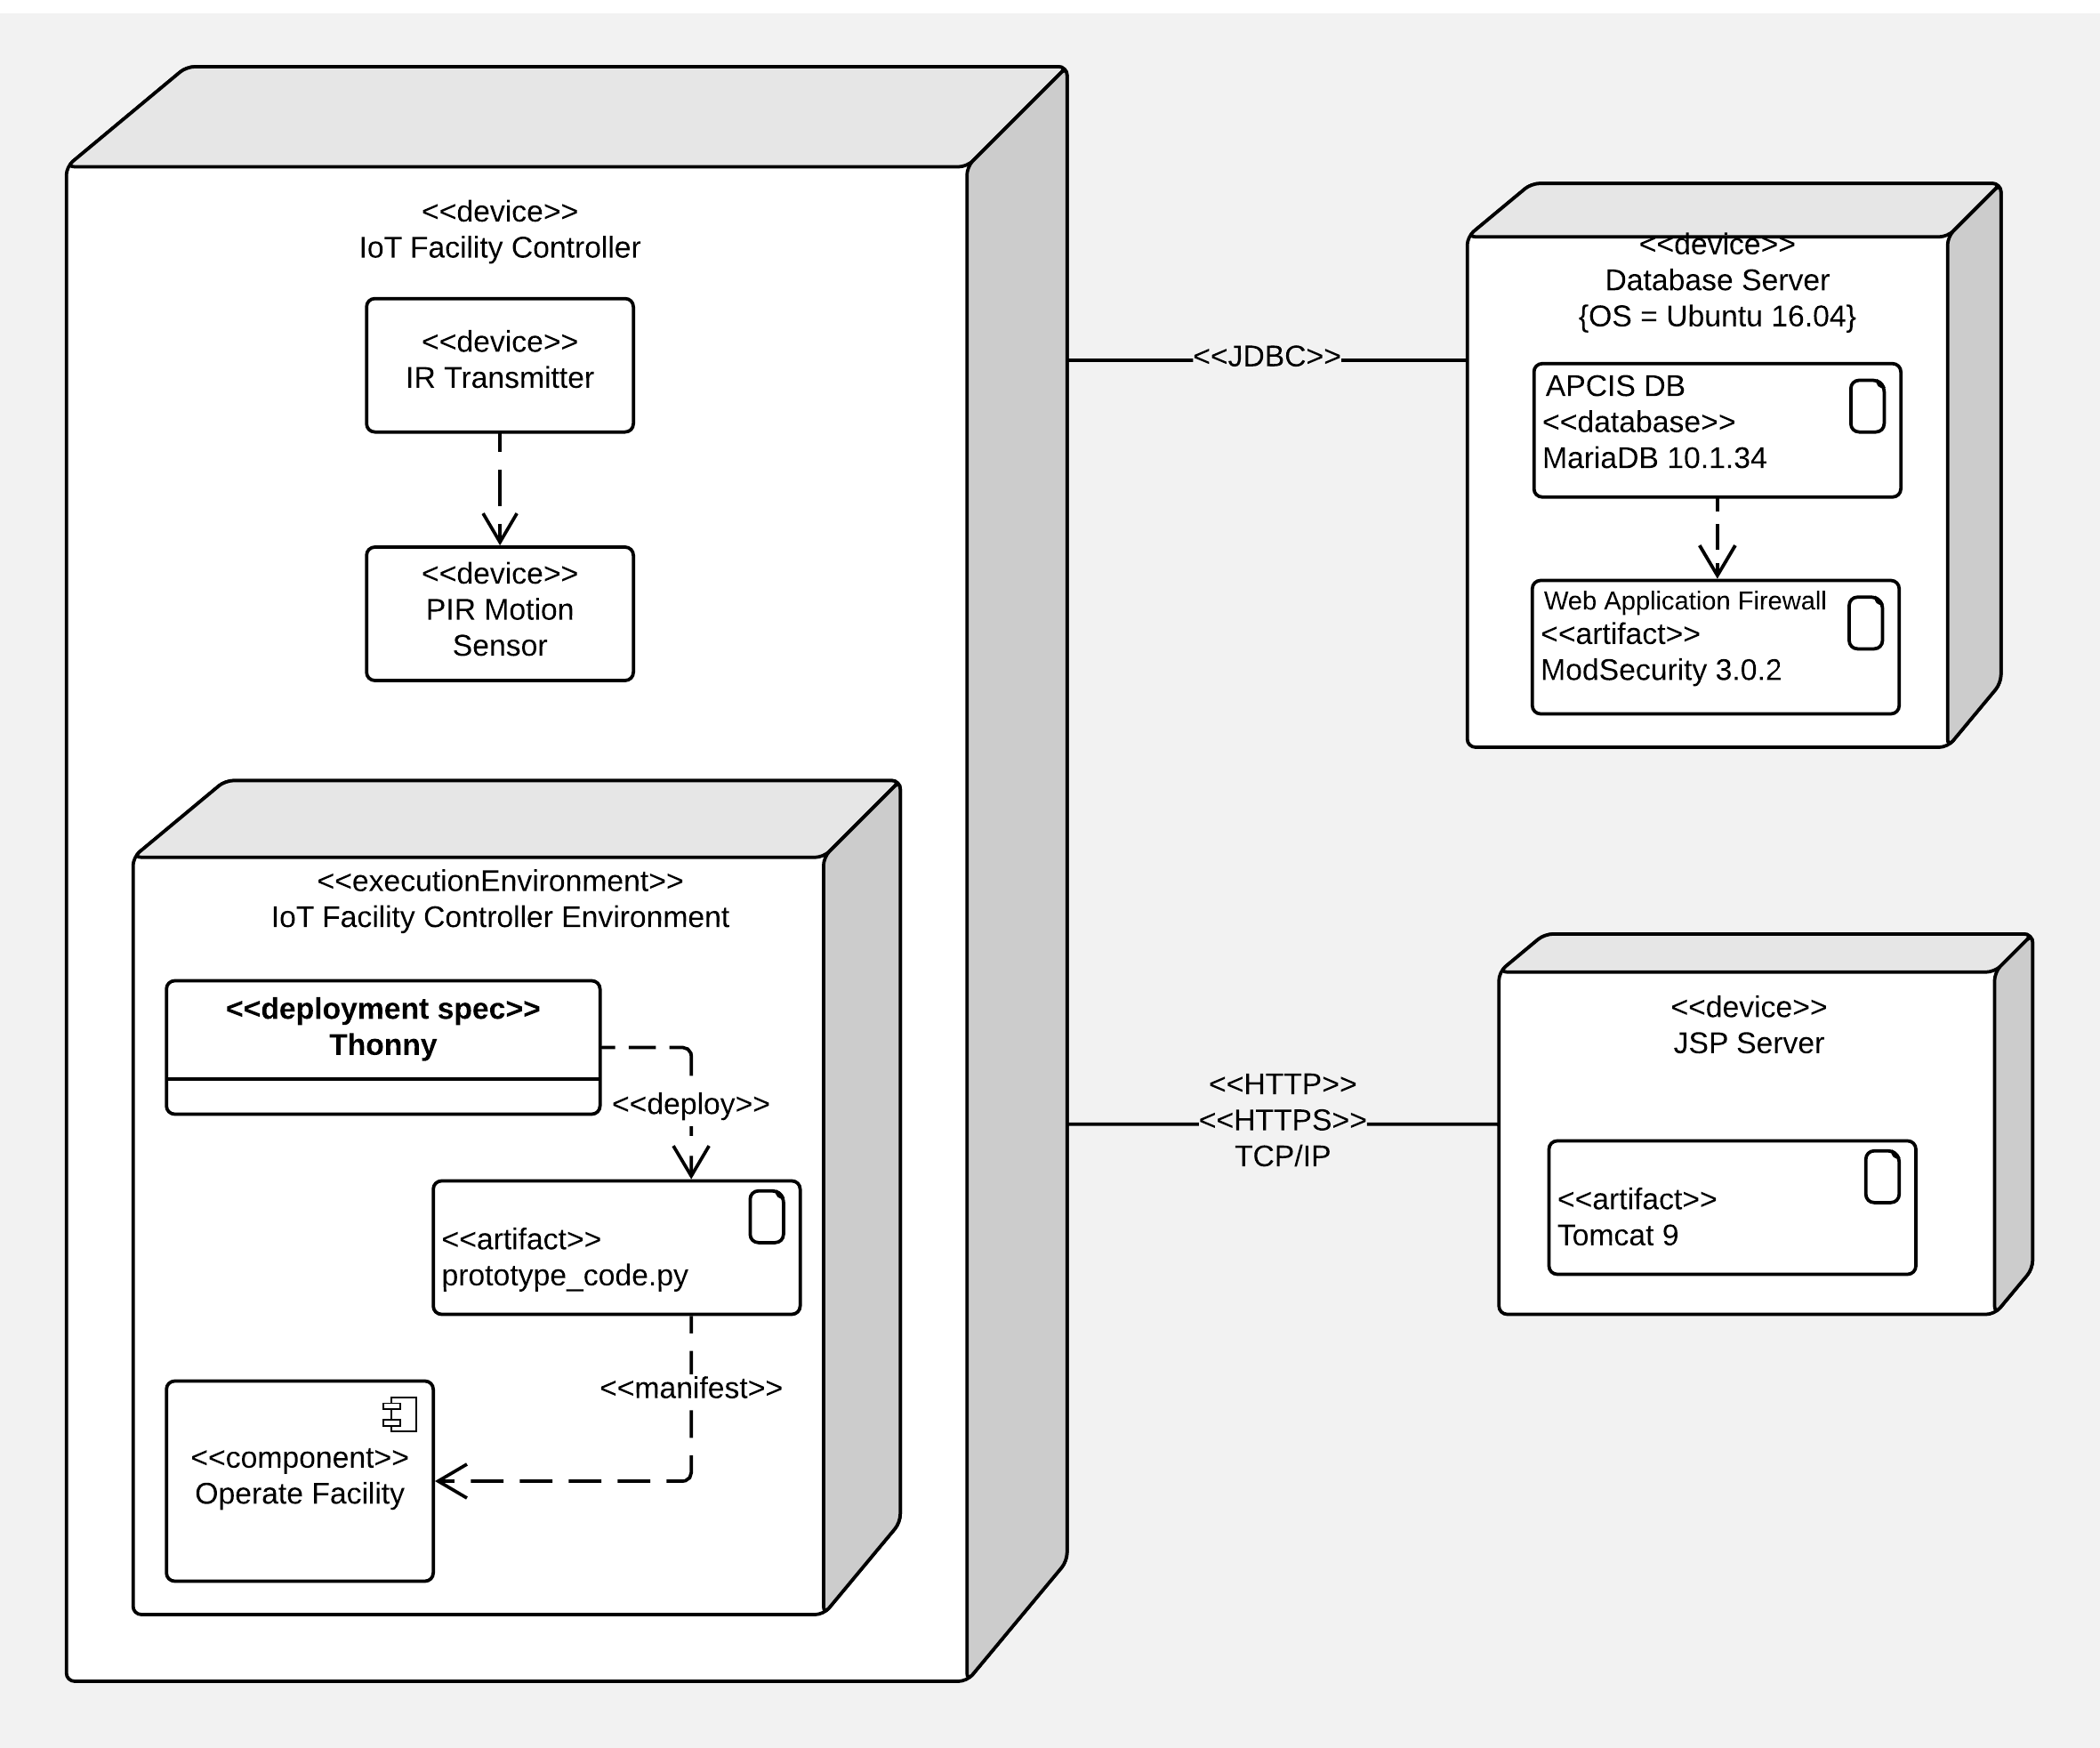 <<device>>
IoT Facility Controller
<<device>>
IR Transmitter
<<device>>
PIR Motion
Sensor
<<executionEnvironment>>
IoT Facility Controller Environment
<<deployment spec>>
Thonny
<<deploy>>
<<artifact>>
prototype_code.py
<<manifest>>
<<component>>
Operate Facility
<<JDBC>>
<<device>>
Database Server
{OS = Ubuntu 16.04}
APCIS DB
<<database>>
MariaDB 10.1.34
Web Application Firewall
<<artifact>>
ModSecurity 3.0.2
<<HTTP>>
<<HTTPS>>
TCP/IP
<<device>>
JSP Server
<<artifact>>
Tomcat 9